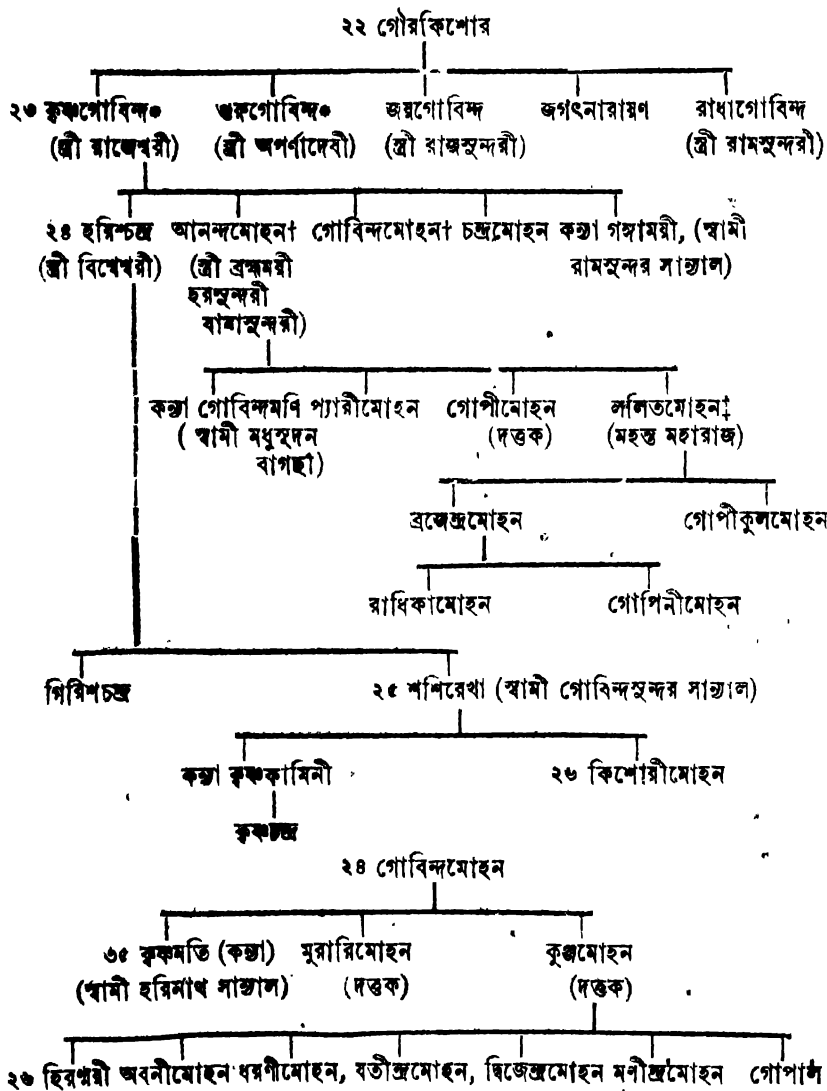 ২২ গৌরকিশোর
২৩ কৃষ্ণগোবিন্দ* গুরুগোবিন্দ* জয়গোবিন্দ জগৎনারায়ণ রাধাগোবিন্দ
(স্ত্রী রাজেশ্বরী) (স্ত্রী অপর্ণাদেবী) (স্ত্রী রাজসুন্দরী) (স্ত্রী রামসুন্দরী)
২৪ হরিশ্চন্দ্র আনন্দমোহন† গোবিন্দমোহন† চন্দ্রমোহন কন্যা গঙ্গাময়ী, (স্বামী
(স্ত্রী বিশ্বেশ্বরী) (স্ত্রী ব্রহ্মময়ী রামসুন্দর সান্যাল)
হরসুন্দরী
বামাসুন্দরী)
কন্যা গোবিন্দমণি প্যারীমোহন গোপীমোহন ললিতমোহন‡
( স্বামী মধুসূদন (দত্তক) (মহন্ত মহারাজ)
বাগছী)
ব্রজেন্দ্রমোহন গোপীকুলমোহন
রাধিকামোহন গোপিনীমোহন
গিরিশচন্দ্র ২৫ শশিরেখা (স্বামী গোবিন্দসুন্দর সান্যাল)
কন্যা কৃষ্ণকামিনী ২৬ কিশোরীমোহন
কৃষ্ণচন্দ্র
২৪ গোবিন্দমোহন
৩৫ কৃষ্ণমতি (কন্যা) মুরারিমোহন কুঞ্জমোহন
(স্বামী হরিনাথ সান্যাল) (দত্তক) (দত্তক)
২৬ হিরণ্ময়ী অবনীমোহন ধরণীমোহন, যতীন্দ্রমোহন, দ্বিজেন্দ্রমোহন মণীন্দ্রমোহন গোপাল